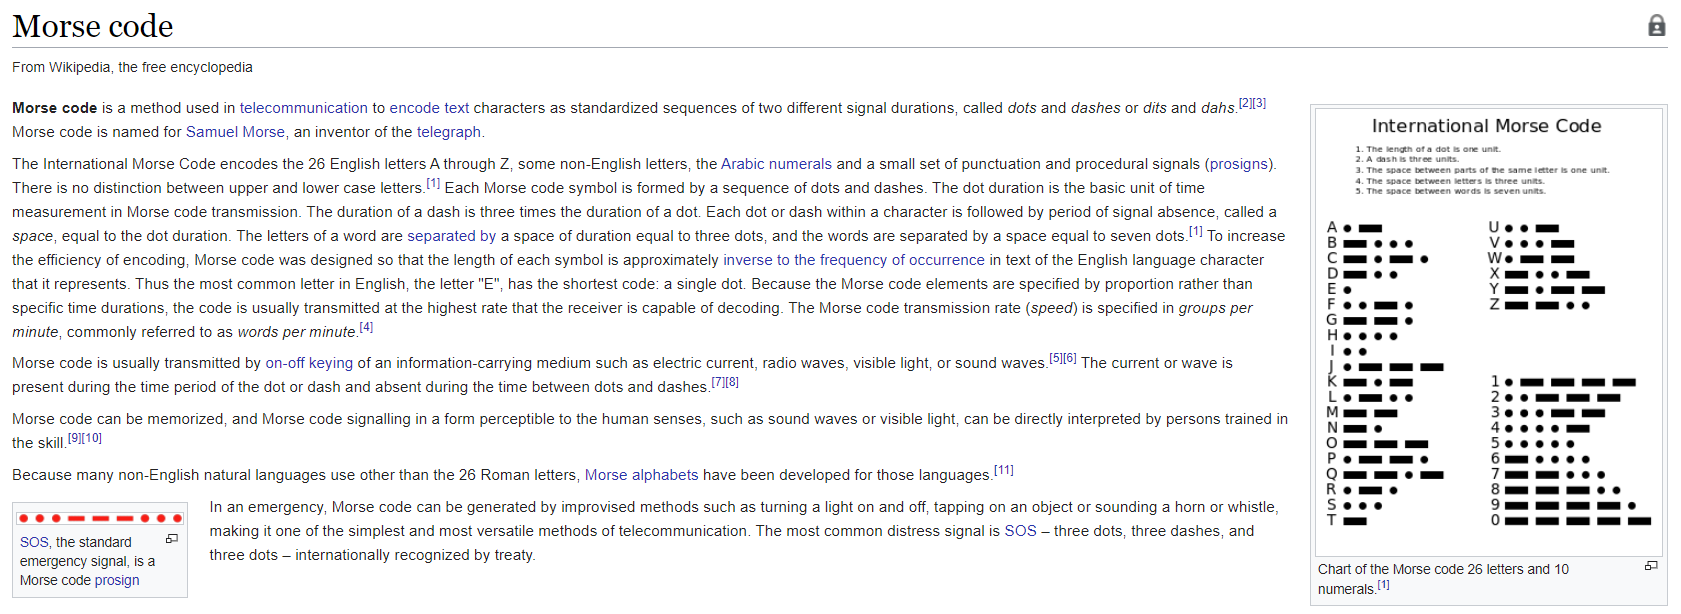 Morse code
From Wikipedia, the free encyclopedia
Morse code is a method used in telecommunication to encode text characters as standardized sequences of two different signal durations, called dots and dashes or dits and dahs.[2][3]
Morse code is named for Samuel Morse, an inventor of the telegraph.
The International Morse Code encodes the 26 English letters A through Z, some non-English letters, the Arabic numerals and a small set of punctuation and procedural signals (prosigns).
There is no distinction between upper and lower case letters.[1] Each Morse code symbol is formed by a sequence of dots and dashes. The dot duration is the basic unit of time
measurement in Morse code transmission. The duration of a dash is three times the duration of a dot. Each dot or dash within a character is followed by period of signal absence, called a
space, equal to the dot duration. The letters of a word are separated by a space of duration equal to three dots, and the words are separated by a space equal to seven dots.[1] To increase
the efficiency of encoding, Morse code was designed so that the length of each symbol is approximately inverse to the frequency of occurrence in text of the English language character
that it represents. Thus the most common letter in English, the letter "E", has the shortest code: a single dot. Because the Morse code elements are specified by proportion rather than
specific time durations, the code is usually transmitted at the highest rate that the receiver is capable of decoding. The Morse code transmission rate (speed) is specified in groups per
minute, commonly referred to as words per minute.[4]
Morse code is usually transmitted by on-off keying of an information-carrying medium such as electric current, radio waves, visible light, or sound waves.[5][6] The current or wave is
present during the time period of the dot or dash and absent during the time between dots and dashes.[7][8]
Morse code can be memorized, and Morse code signalling in a form perceptible to the human senses, such as sound waves or visible light, can be directly interpreted by persons trained in
the skill.[9][10]
Because many non-English natural languages use other than the 26 Roman letters, Morse alphabets have been developed for those languages.[11]
SOS, the standard
emergency signal, is a
Morse code prosign
In an emergency, Morse code can be generated by improvised methods such as turning a light on and off, tapping on an object or sounding a horn or whistle,
making it one of the simplest and most versatile methods of telecommunication. The most common distress signal is SOS – three dots, three dashes, and
three dots – internationally recognized by treaty.
International Morse Code
1. The length of a dot is one unit.
2. A dash is three units.
3. The space between parts of the same letter is one unit.
4. The space between letters is three units.
5. The space between words is seven units.
A
B
C
D
E
F
G
H
I
J
K
L
M
N
O
P
Q
R
S
T
U
V
W
X
Y
Z
1
2
3
4
5
6
7
8
9
0
Chart of the Morse code 26 letters and 10
numerals.[1]